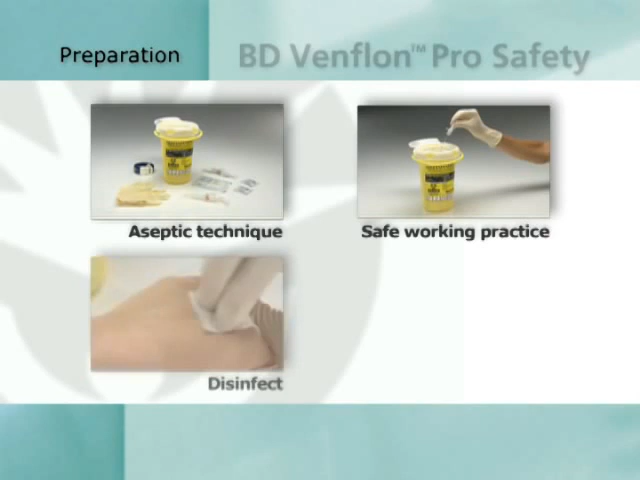 Preparation
BD Venflon™ Pro Safety
Aseptic technique
Safe working practice
Disinfect